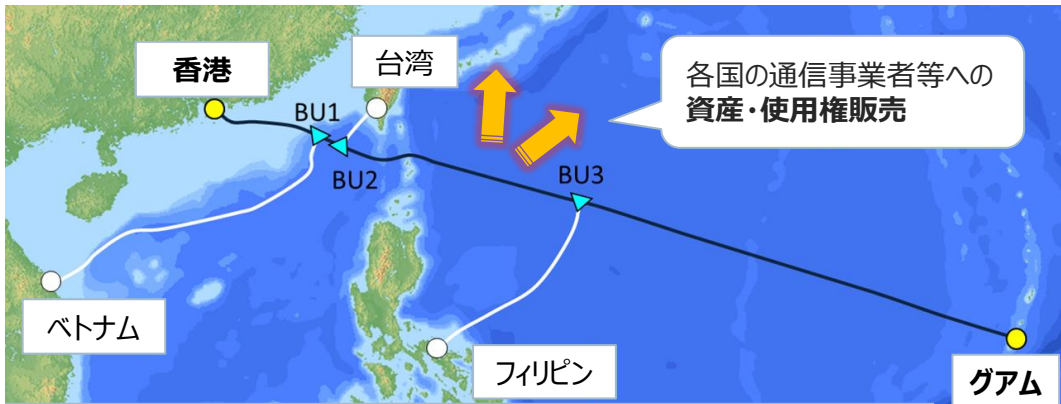 香港
台湾
各国の通信事業者等への
資産・使用権販売
BU1
BU2
BU3
ベトナム
フィリピン
グアム